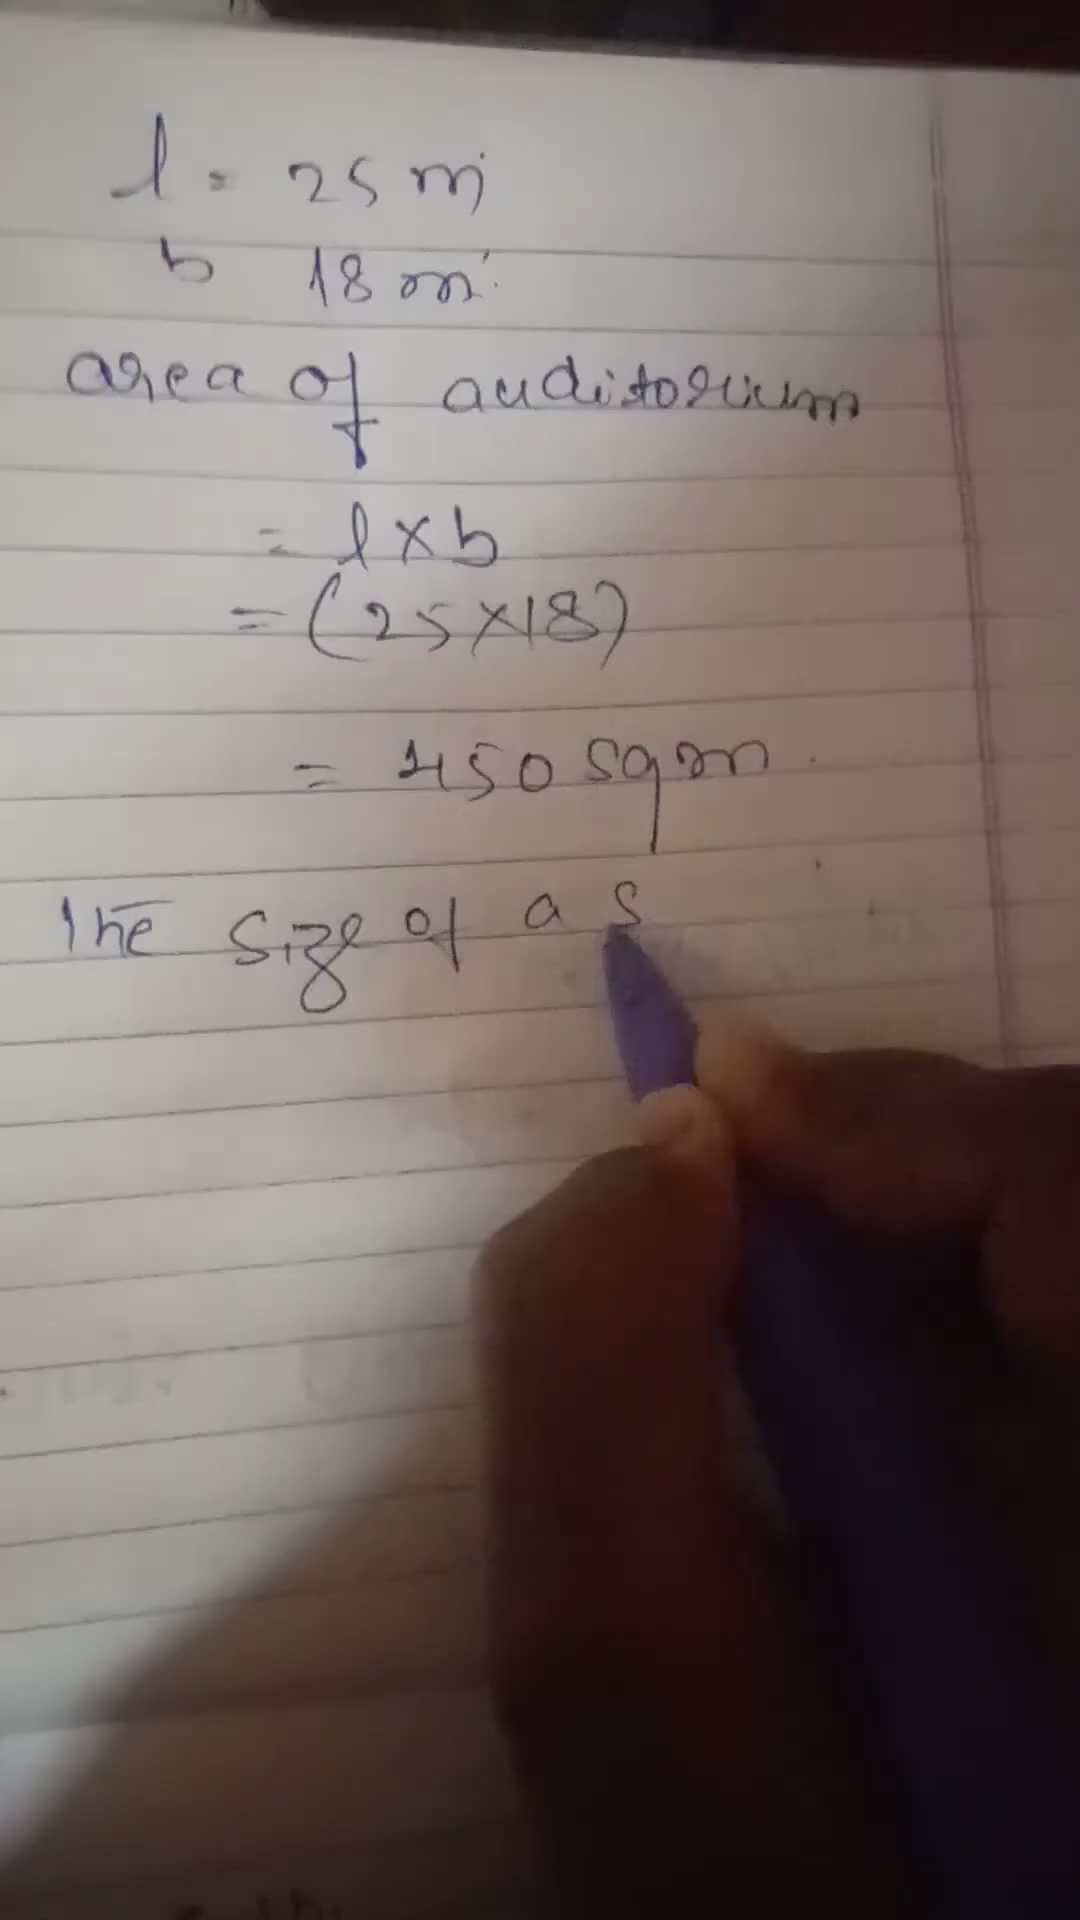 l = 25 m
b 18 m
area of auditorium
= l × b
= (25 × 18)
= 450 sqm.
The size of a s